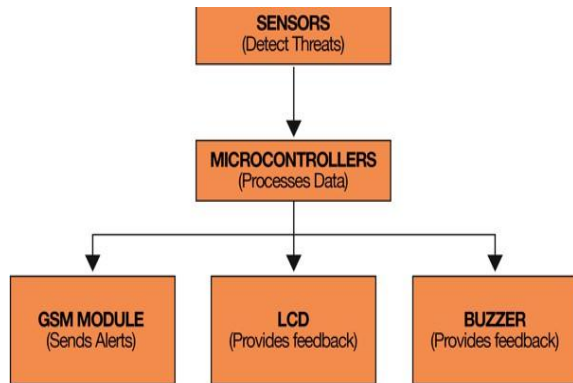 SENSORS
(Detect Threats)
MICROCONTROLLERS
(Processes Data)
GSM MODULE
(Sends Alerts)
LCD
(Provides feedback)
BUZZER
(Provides feedback)